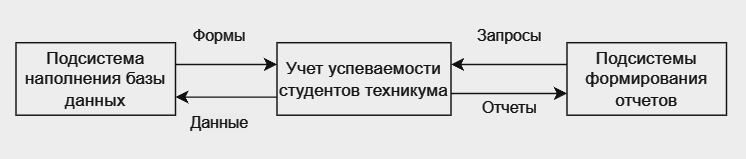 Формы
Запросы
Подсистема
наполнения базы
данных
Учет успеваемости
студентов техникума
Подсистемы
формирования
отчетов
Данные
Отчеты